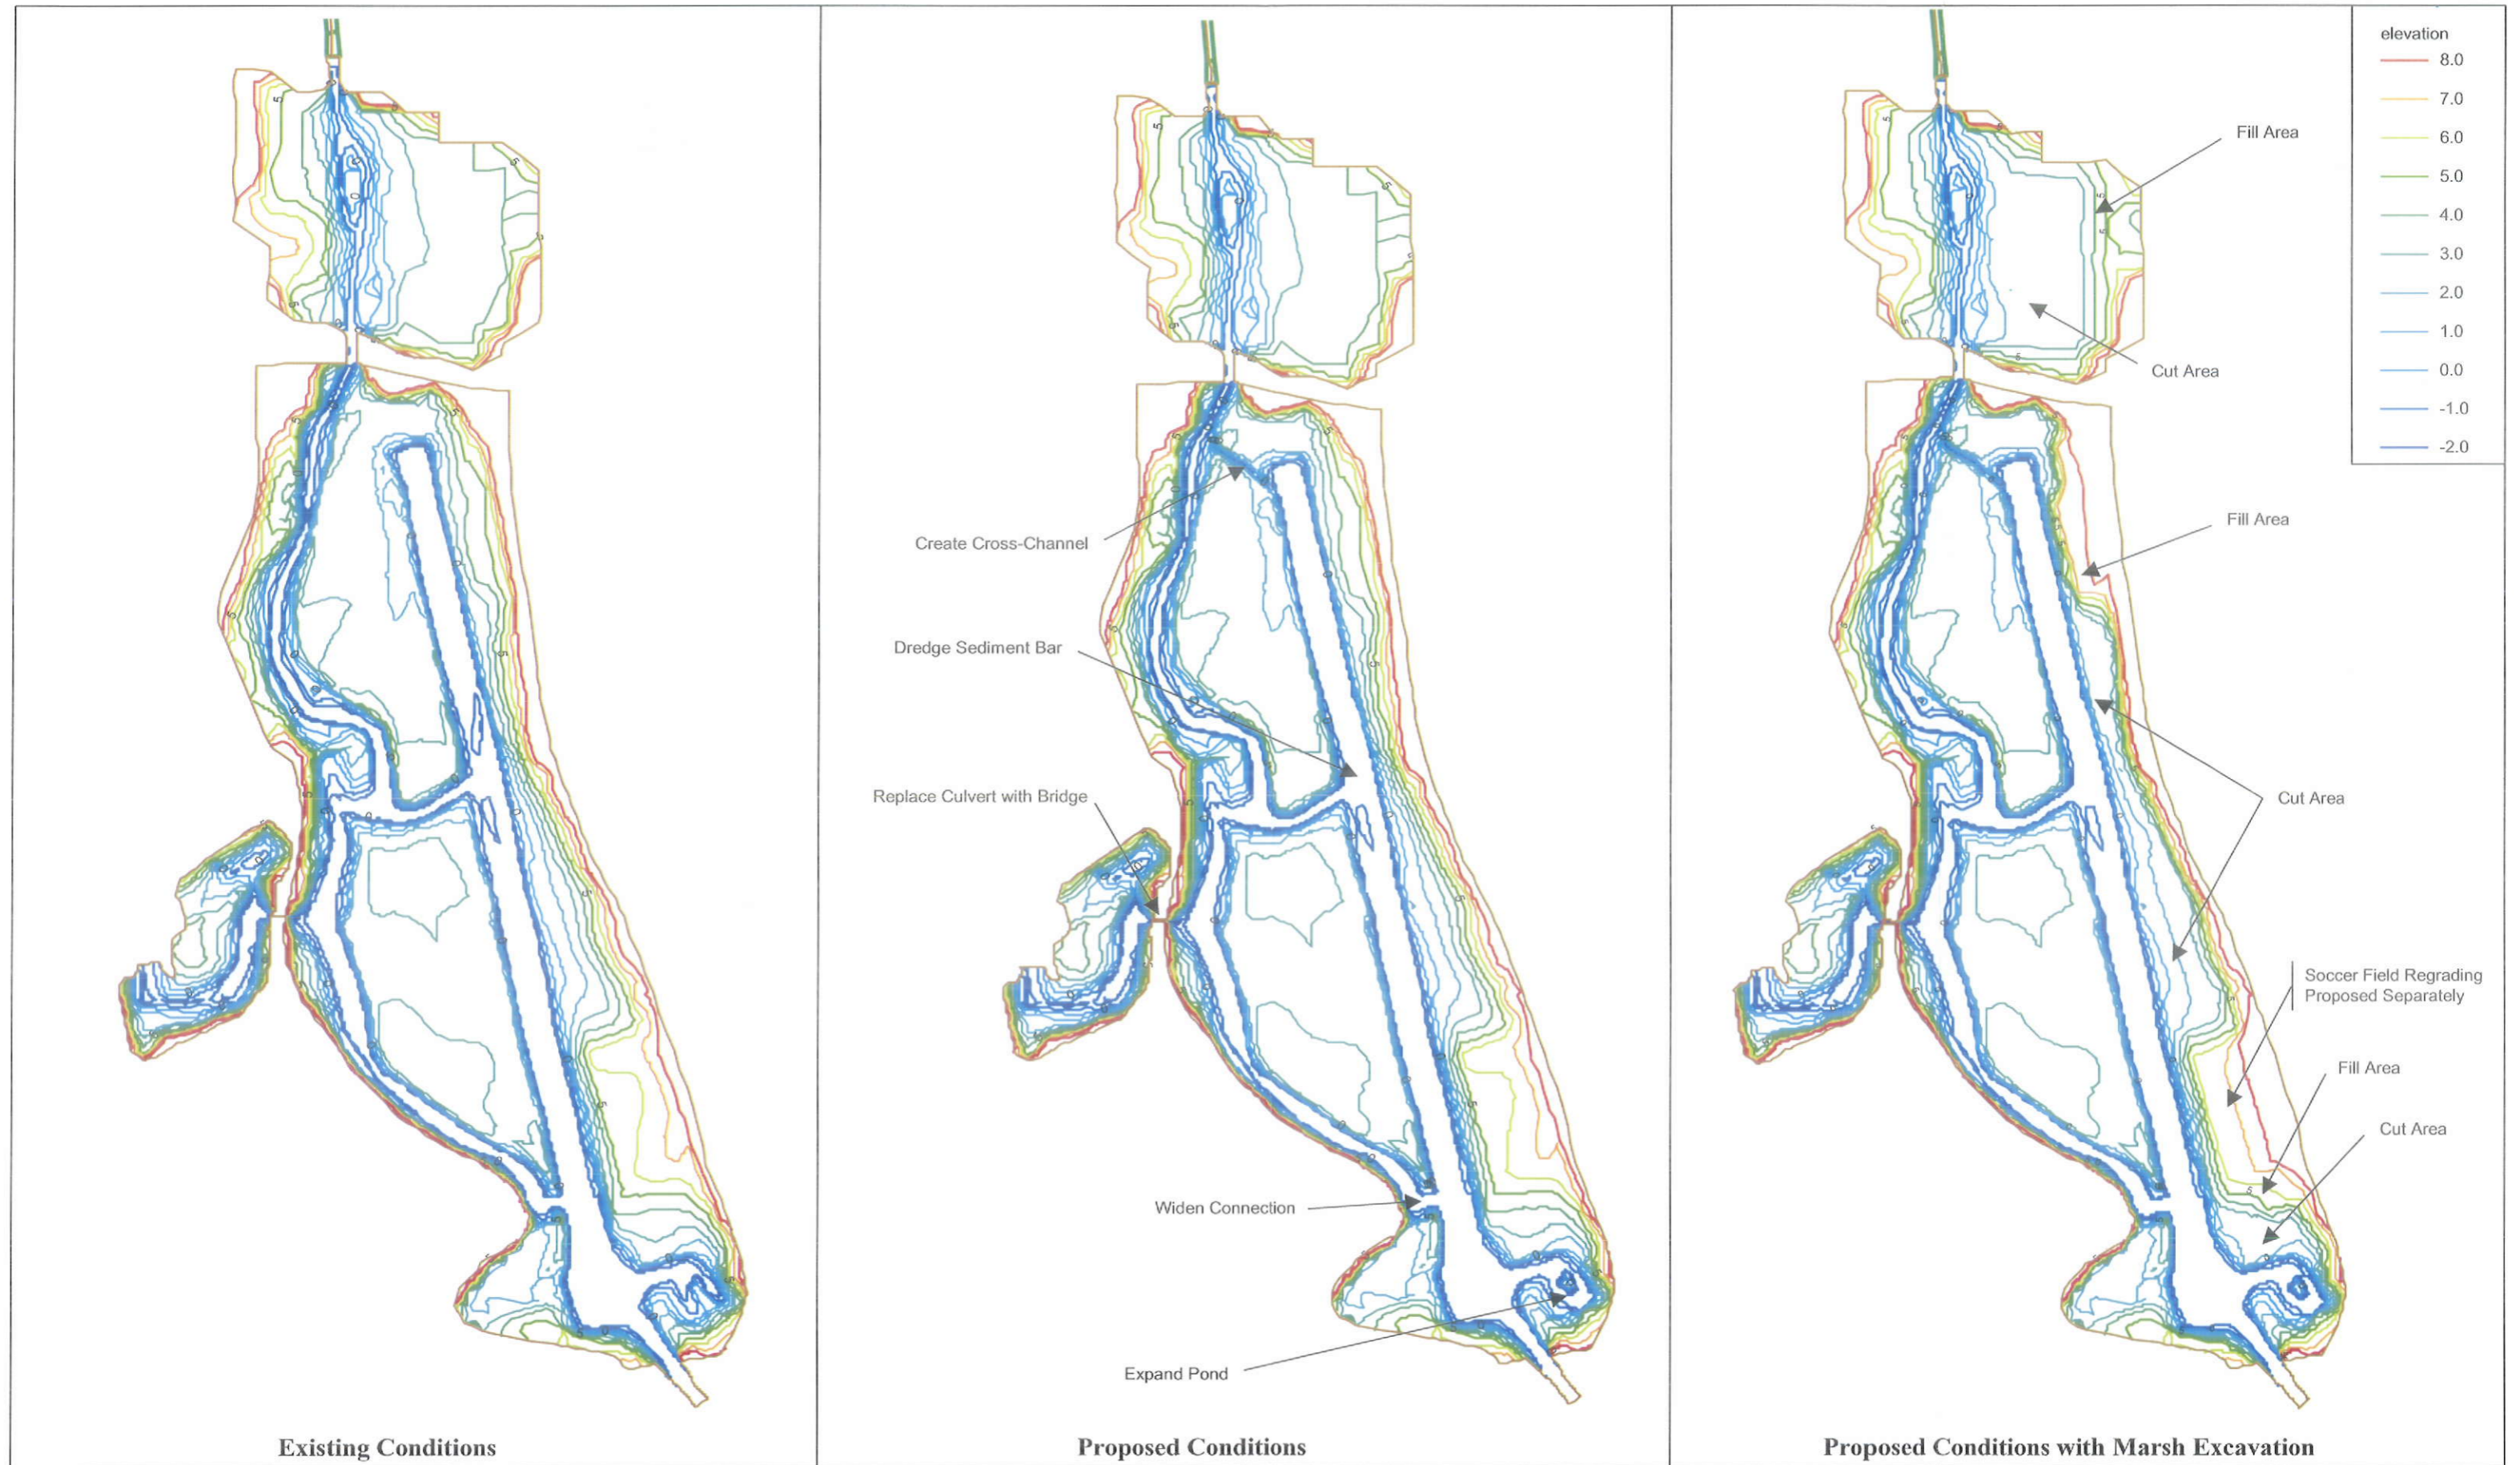 elevation
8.0
7.0
6.0
5.0
4.0
3.0
2.0
1.0
0.0
-1.0
-2.0
Create Cross-Channel
Dredge Sediment Bar
Replace Culvert with Bridge
Widen Connection
Expand Pond
Fill Area
Cut Area
Fill Area
Cut Area
Soccer Field Regrading
Proposed Separately
Fill Area
Cut Area
Existing Conditions
Proposed Conditions
Proposed Conditions with Marsh Excavation